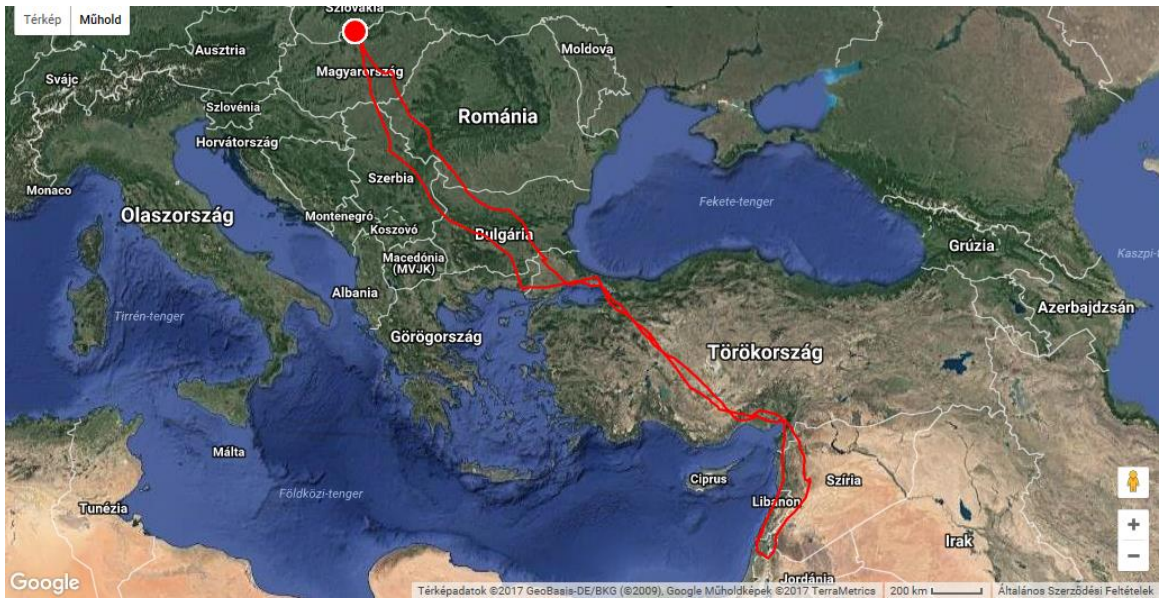 Térkép
Műhold
Szlovákia
Ausztria
Moldova
Magyarország
Svájc
Szlovénia
Románia
Horvátország
Monaco
Szerbia
Fekete-tenger
Olaszország
Montenegró
Koszovó
Bulgária
Grúzia
Macedónia
(MVJK)
Kaszpi-t
Albánia
Azerbajdzsán
Tirrén-tenger
Görögország
Törökország
Málta
Ciprus
Szíria
Földközi-tenger
Libanon
Tunézia
Irak
Jordánia
Google
Térképadatok ©2017 GeoBasis-DE/BKG (©2009), Google Műholdképek ©2017 TerraMetrics
200 km
Általános Szerződési Feltételek